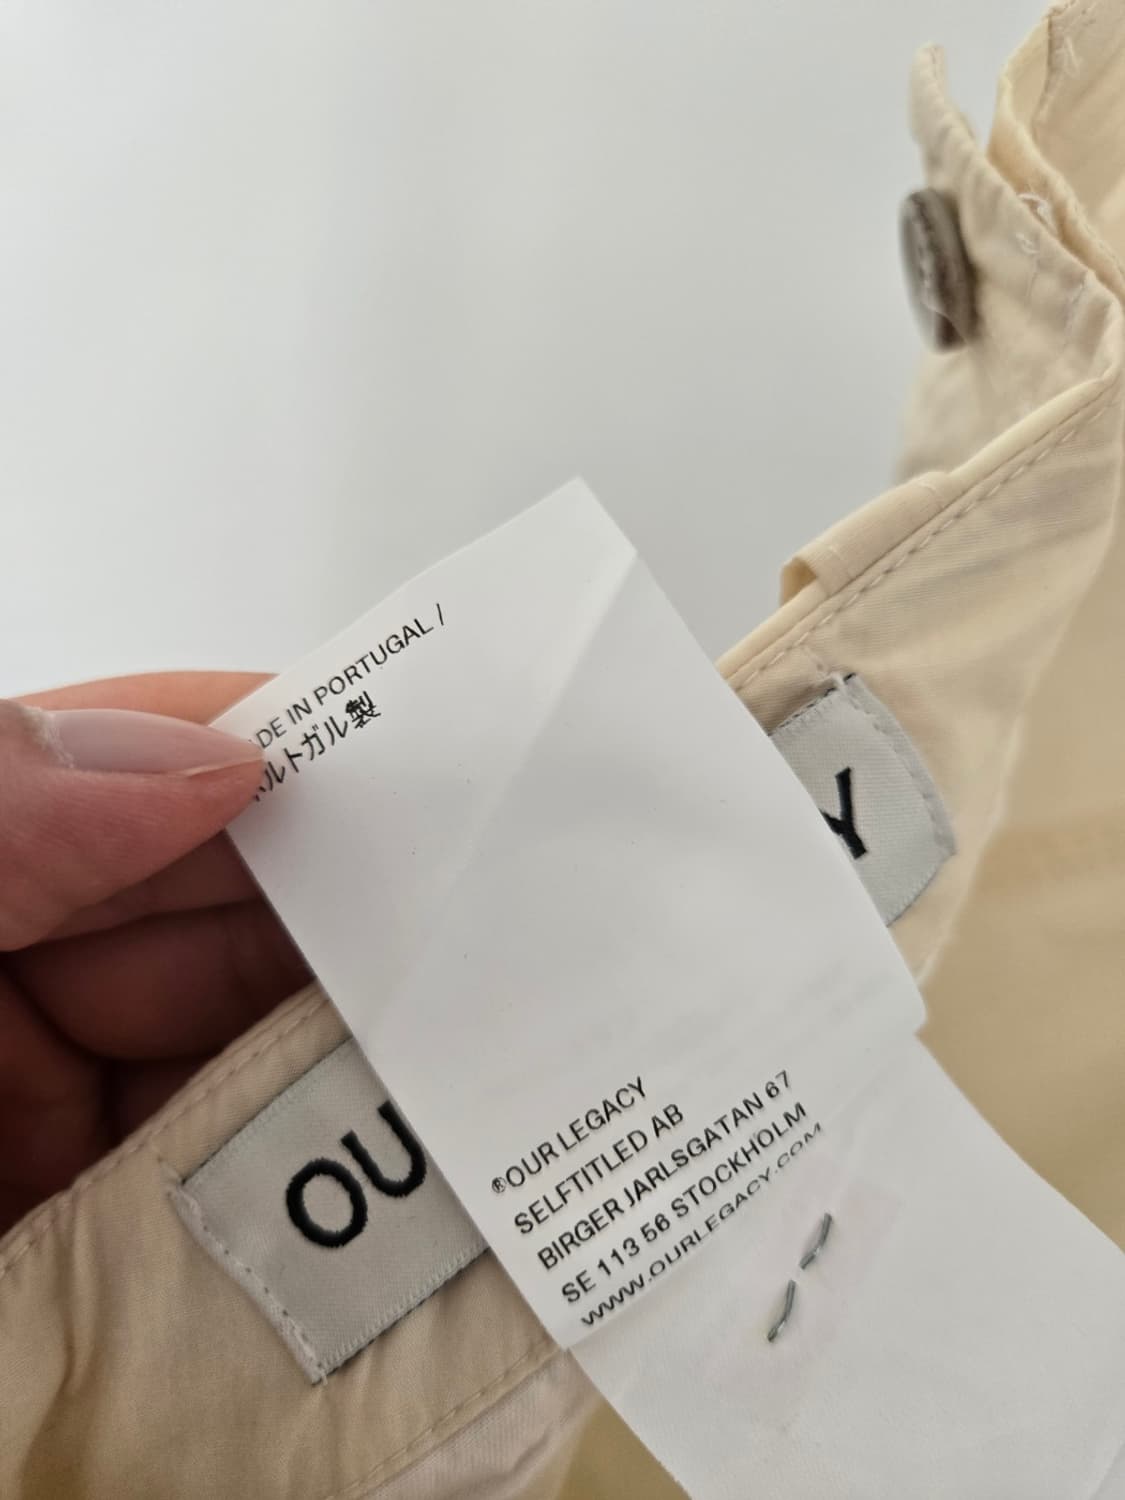 DE IN PORTUGAL /
ルトガル製
Y
OU
®OUR LEGACY
SELFTITLED AB
BIRGER JARLSGATAN 67
SE 113 56 STOCKHOLM
WWW.OURLEGACY.COM